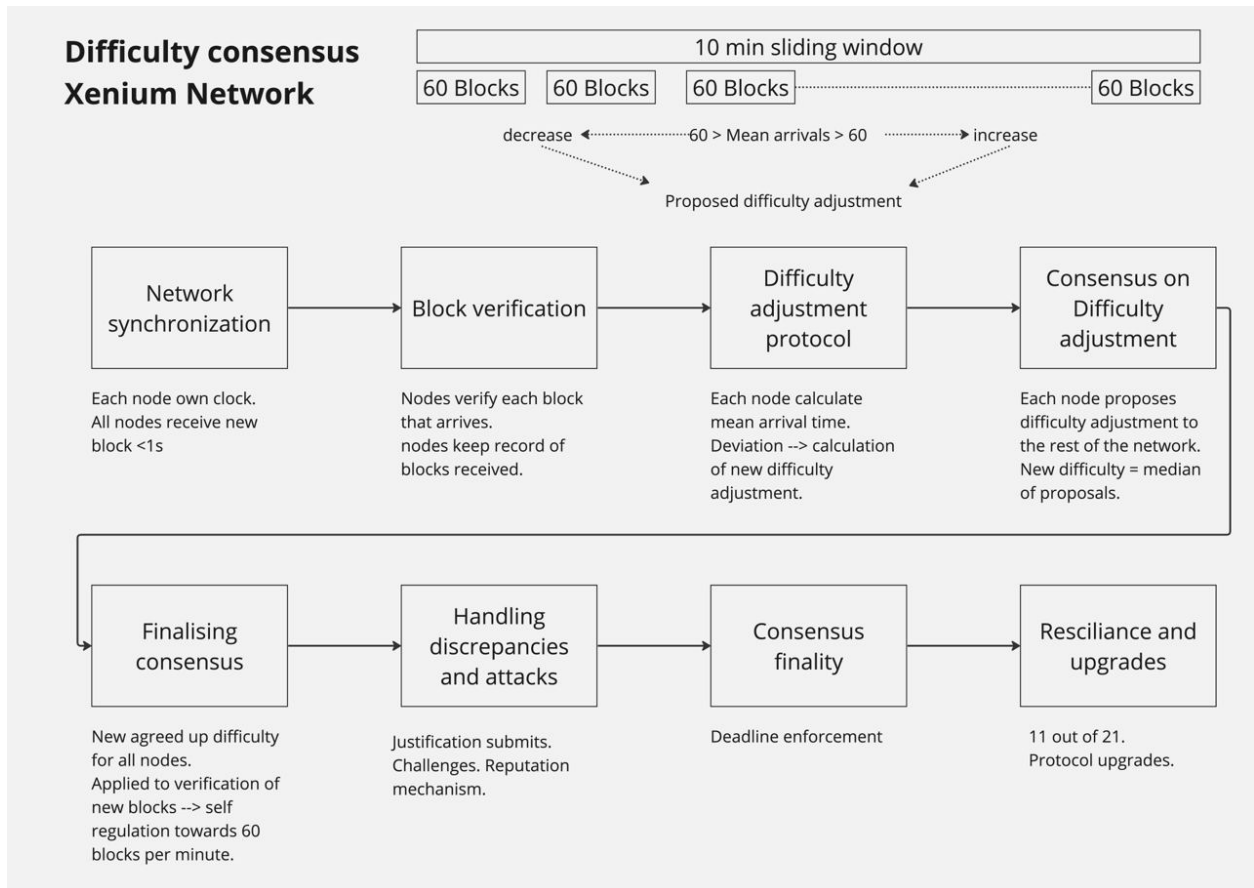 Difficulty consensus
Xenium Network
10 min sliding window
60 Blocks
60 Blocks
60 Blocks
60 Blocks
decrease
60 > Mean arrivals > 60
increase
Proposed difficulty adjustment
Network
synchronization
Each node own clock.
All nodes receive new
block <1s
Block verification
Nodes verify each block
that arrives.
nodes keep record of
blocks received.
Difficulty
adjustment
protocol
Each node calculate
mean arrival time.
Deviation --> calculation
of new difficulty
adjustment.
Consensus on
Difficulty
adjustment
Each node proposes
difficulty adjustment to
the rest of the network.
New difficulty = median
of proposals.
Finalising
consensus
New agreed up difficulty
for all nodes.
Applied to verification of
new blocks --> self
regulation towards 60
blocks per minute.
Handling
discrepancies
and attacks
Justification submits.
Challenges. Reputation
mechanism.
Consensus
finality
Deadline enforcement
Resciliance and
upgrades
11 out of 21.
Protocol upgrades.